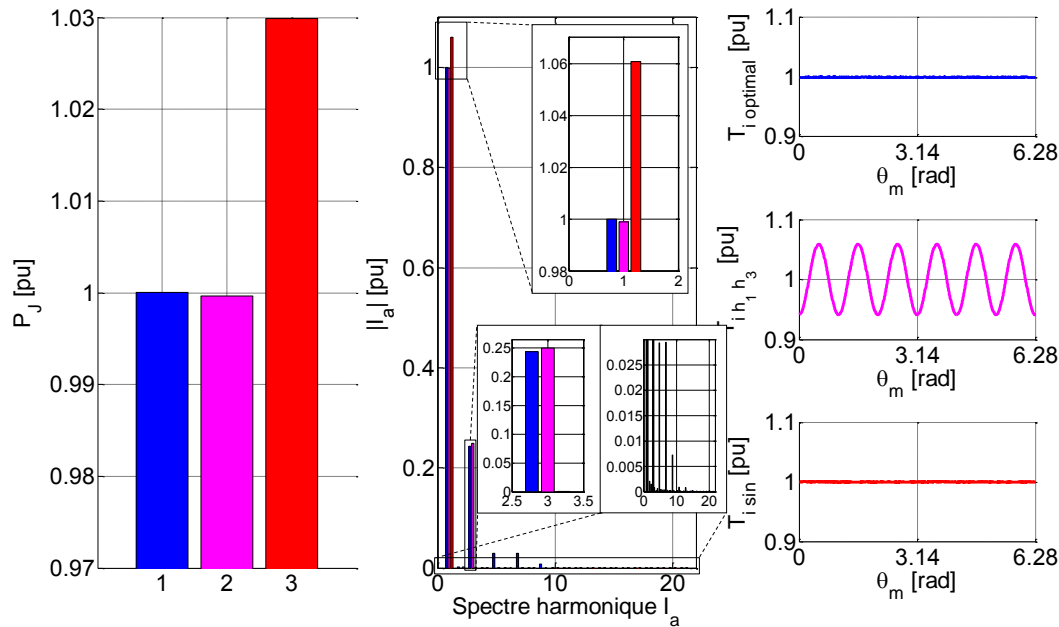 1.03
1.02
1.01
1
0.99
0.98
0.97
P_J [pu]
1 2 3
1
0.8
0.6
0.4
0.2
0
|I_a| [pu]
0 10 20
Spectre harmonique I_a
1.06
1.04
1.02
1
0.98
0 1 2
0.25
0.2
0.15
0.1
0.05
0
2.5 3 3.5
0.025
0.02
0.015
0.01
0.005
0
0 10 20
1.1
1
0.9
T_i optimal [pu]
0 3.14 6.28
θ_m [rad]
1.1
1
0.9
i h_1 h_3 [pu]
0 3.14 6.28
θ_m [rad]
1.1
1
0.9
T_i sin [pu]
0 3.14 6.28
θ_m [rad]